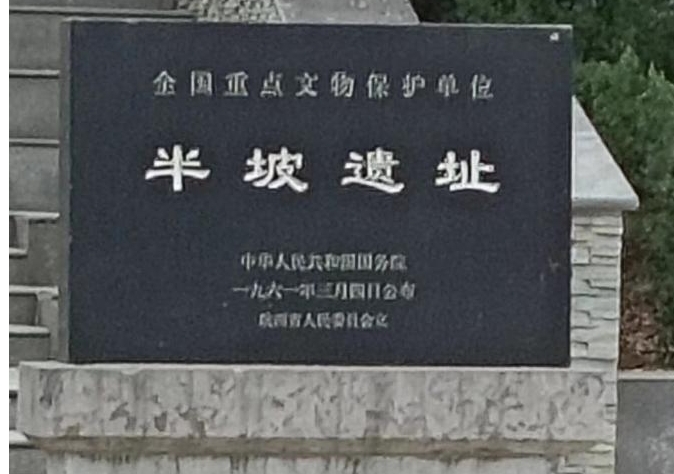 全国重点文物保护单位
半坡遗址
中华人民共和国国务院
一九六一年三月四日公布
陕西省人民委员会立